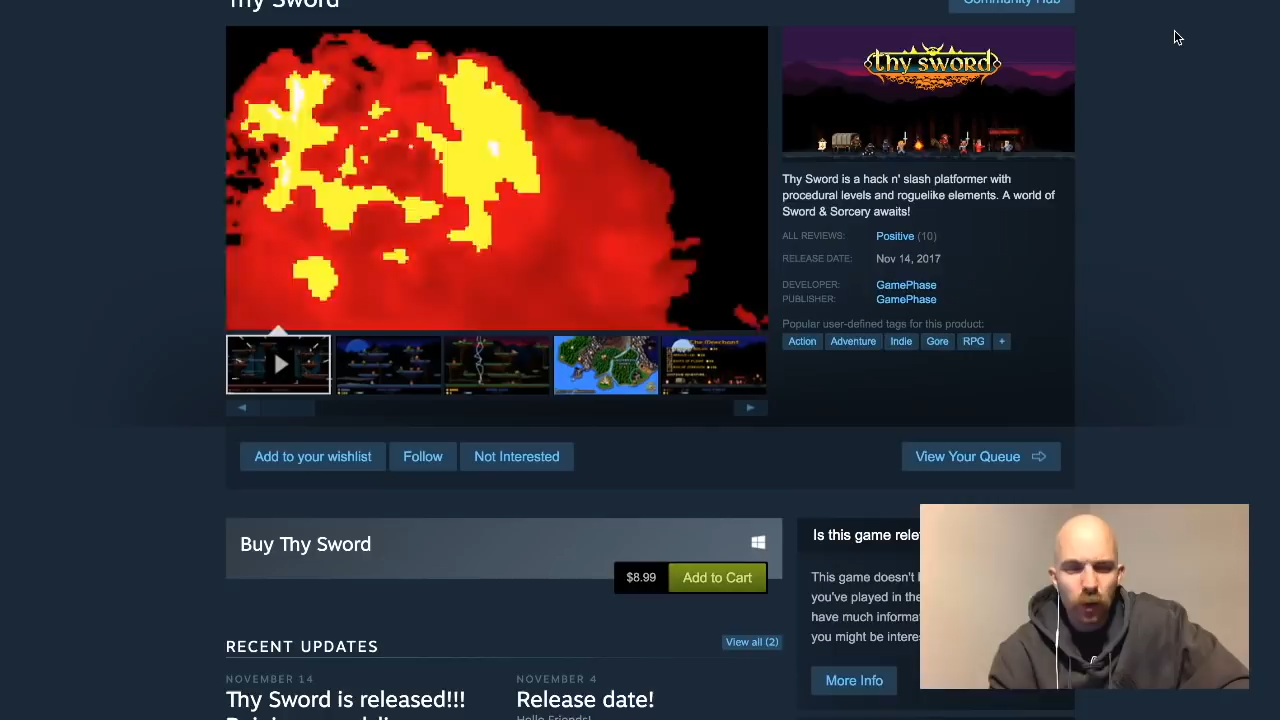 Thy Sword
Community Hub
thy sword
Thy Sword is a hack n' slash platformer with
procedural levels and roguelike elements. A world of
Sword & Sorcery awaits!
ALL REVIEWS: Positive (10)
RELEASE DATE: Nov 14, 2017
DEVELOPER: GamePhase
PUBLISHER: GamePhase
Popular user-defined tags for this product:
Action Adventure Indie Gore RPG +
The Merchant
Add to your wishlist Follow Not Interested View Your Queue
Buy Thy Sword
$8.99 Add to Cart
Is this game rele
This game doesn't
you've played in the
have much informa
you might be interes
More Info
RECENT UPDATES View all (2)
NOVEMBER 14
Thy Sword is released!!!
NOVEMBER 4
Release date!
Hello Friends!